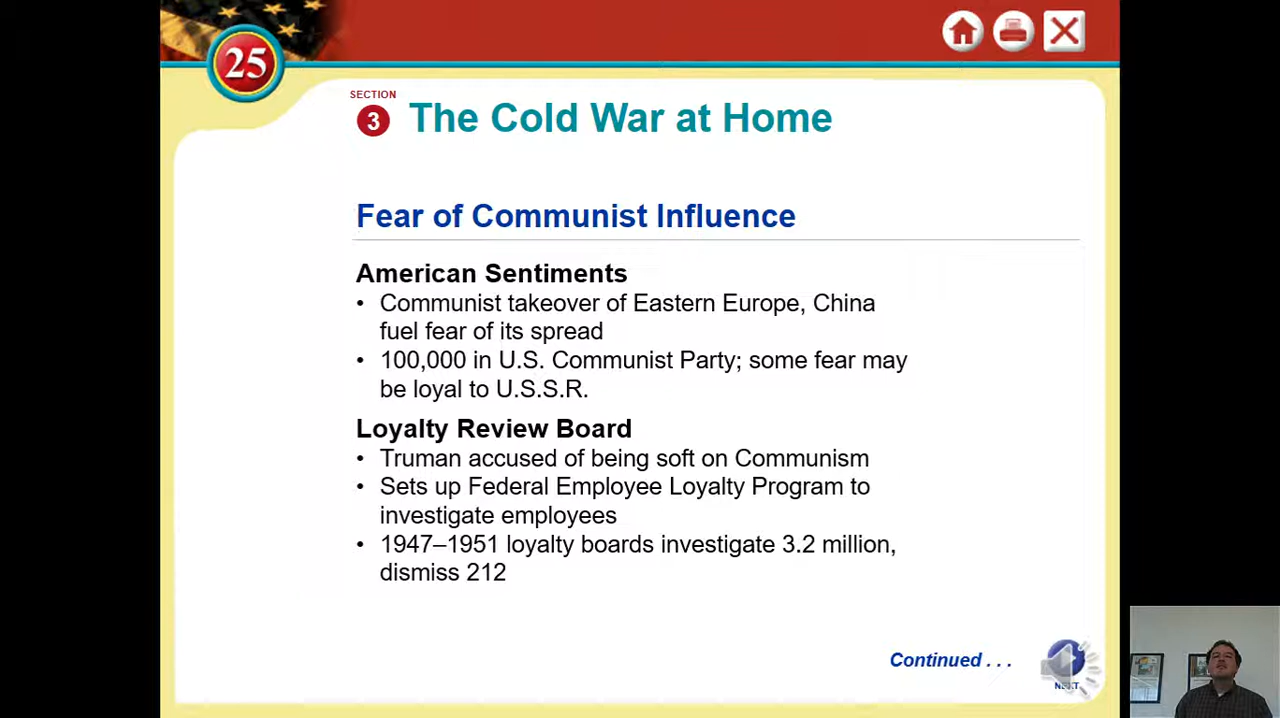 25
SECTION
3
The Cold War at Home
Fear of Communist Influence
American Sentiments
• Communist takeover of Eastern Europe, China
fuel fear of its spread
• 100,000 in U.S. Communist Party; some fear may
be loyal to U.S.S.R.
Loyalty Review Board
• Truman accused of being soft on Communism
• Sets up Federal Employee Loyalty Program to
investigate employees
• 1947–1951 loyalty boards investigate 3.2 million,
dismiss 212
Continued . . .
NEXT